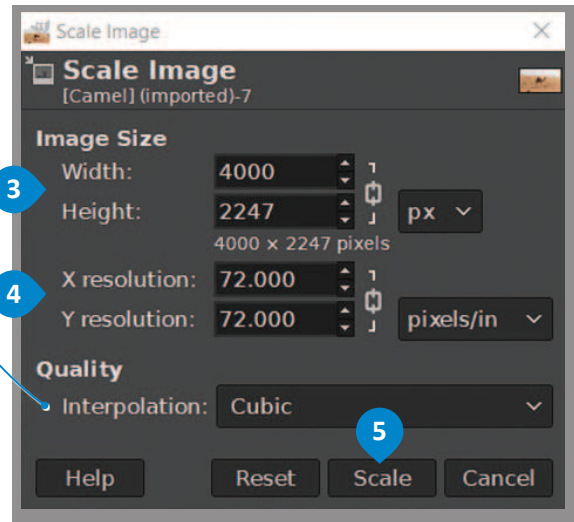 Scale Image
Scale Image
[Camel] (imported)-7
Image Size
3
Width: 4000
Height: 2247 px
4000 x 2247 pixels
4
X resolution: 72.000
Y resolution: 72.000 pixels/in
Quality
Interpolation: Cubic
5
Help Reset Scale Cancel